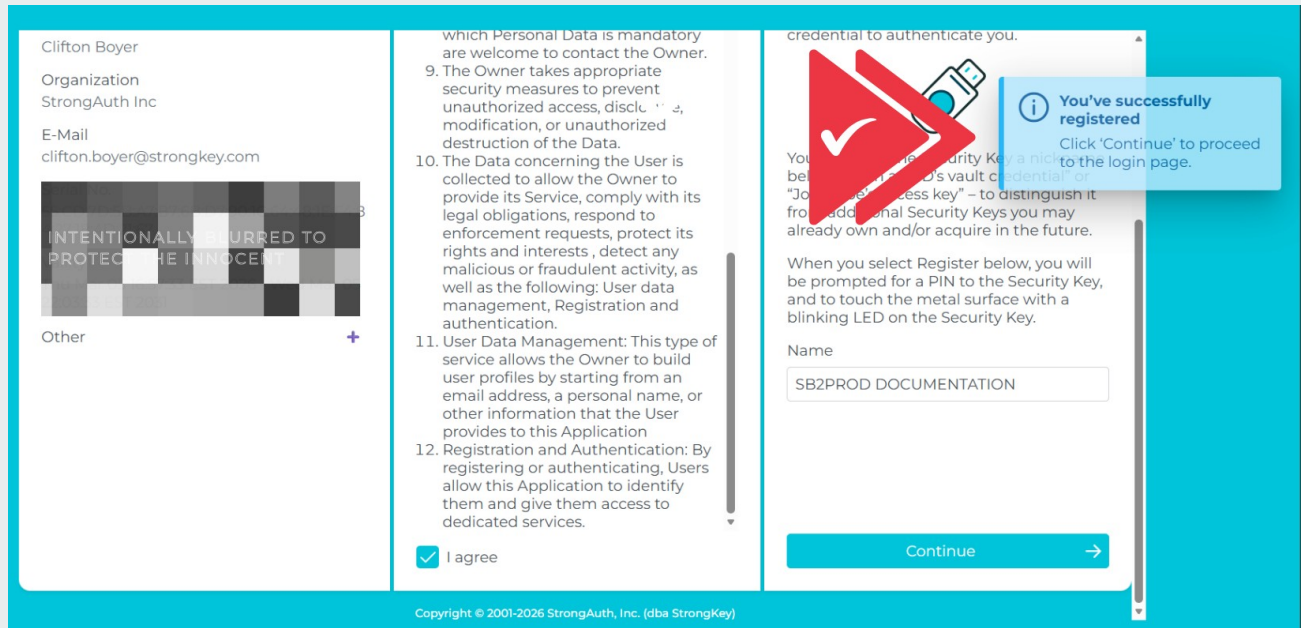 Clifton Boyer
Organization
StrongAuth Inc
E-Mail
clifton.boyer@strongkey.com
INTENTIONALLY BLURRED TO
PROTECT THE INNOCENT
Other
which Personal Data is mandatory
are welcome to contact the Owner.
9. The Owner takes appropriate
security measures to prevent
unauthorized access,
modification, or unauthorized
destruction of the Data.
10. The Data concerning the User is
collected to allow the Owner to
provide its Service, comply with its
legal obligations, respond to
enforcement requests, protect its
rights and interests , detect any
malicious or fraudulent activity, as
well as the following: User data
management, Registration and
authentication.
11. User Data Management: This type of
service allows the Owner to build
user profiles by starting from an
email address, a personal name, or
other information that the User
provides to this Application
12. Registration and Authentication: By
registering or authenticating, Users
allow this Application to identify
them and give them access to
dedicated services.
I agree
credential to authenticate you.
You've successfully
registered
Click 'Continue' to proceed
to the login page.
Key a
vault credential" or
key" – to distinguish it
Security Keys you may
already own and/or acquire in the future.
When you select Register below, you will
be prompted for a PIN to the Security Key,
and to touch the metal surface with a
blinking LED on the Security Key.
Name
SB2PROD DOCUMENTATION
Continue
Copyright © 2001-2026 StrongAuth, Inc. (dba StrongKey)